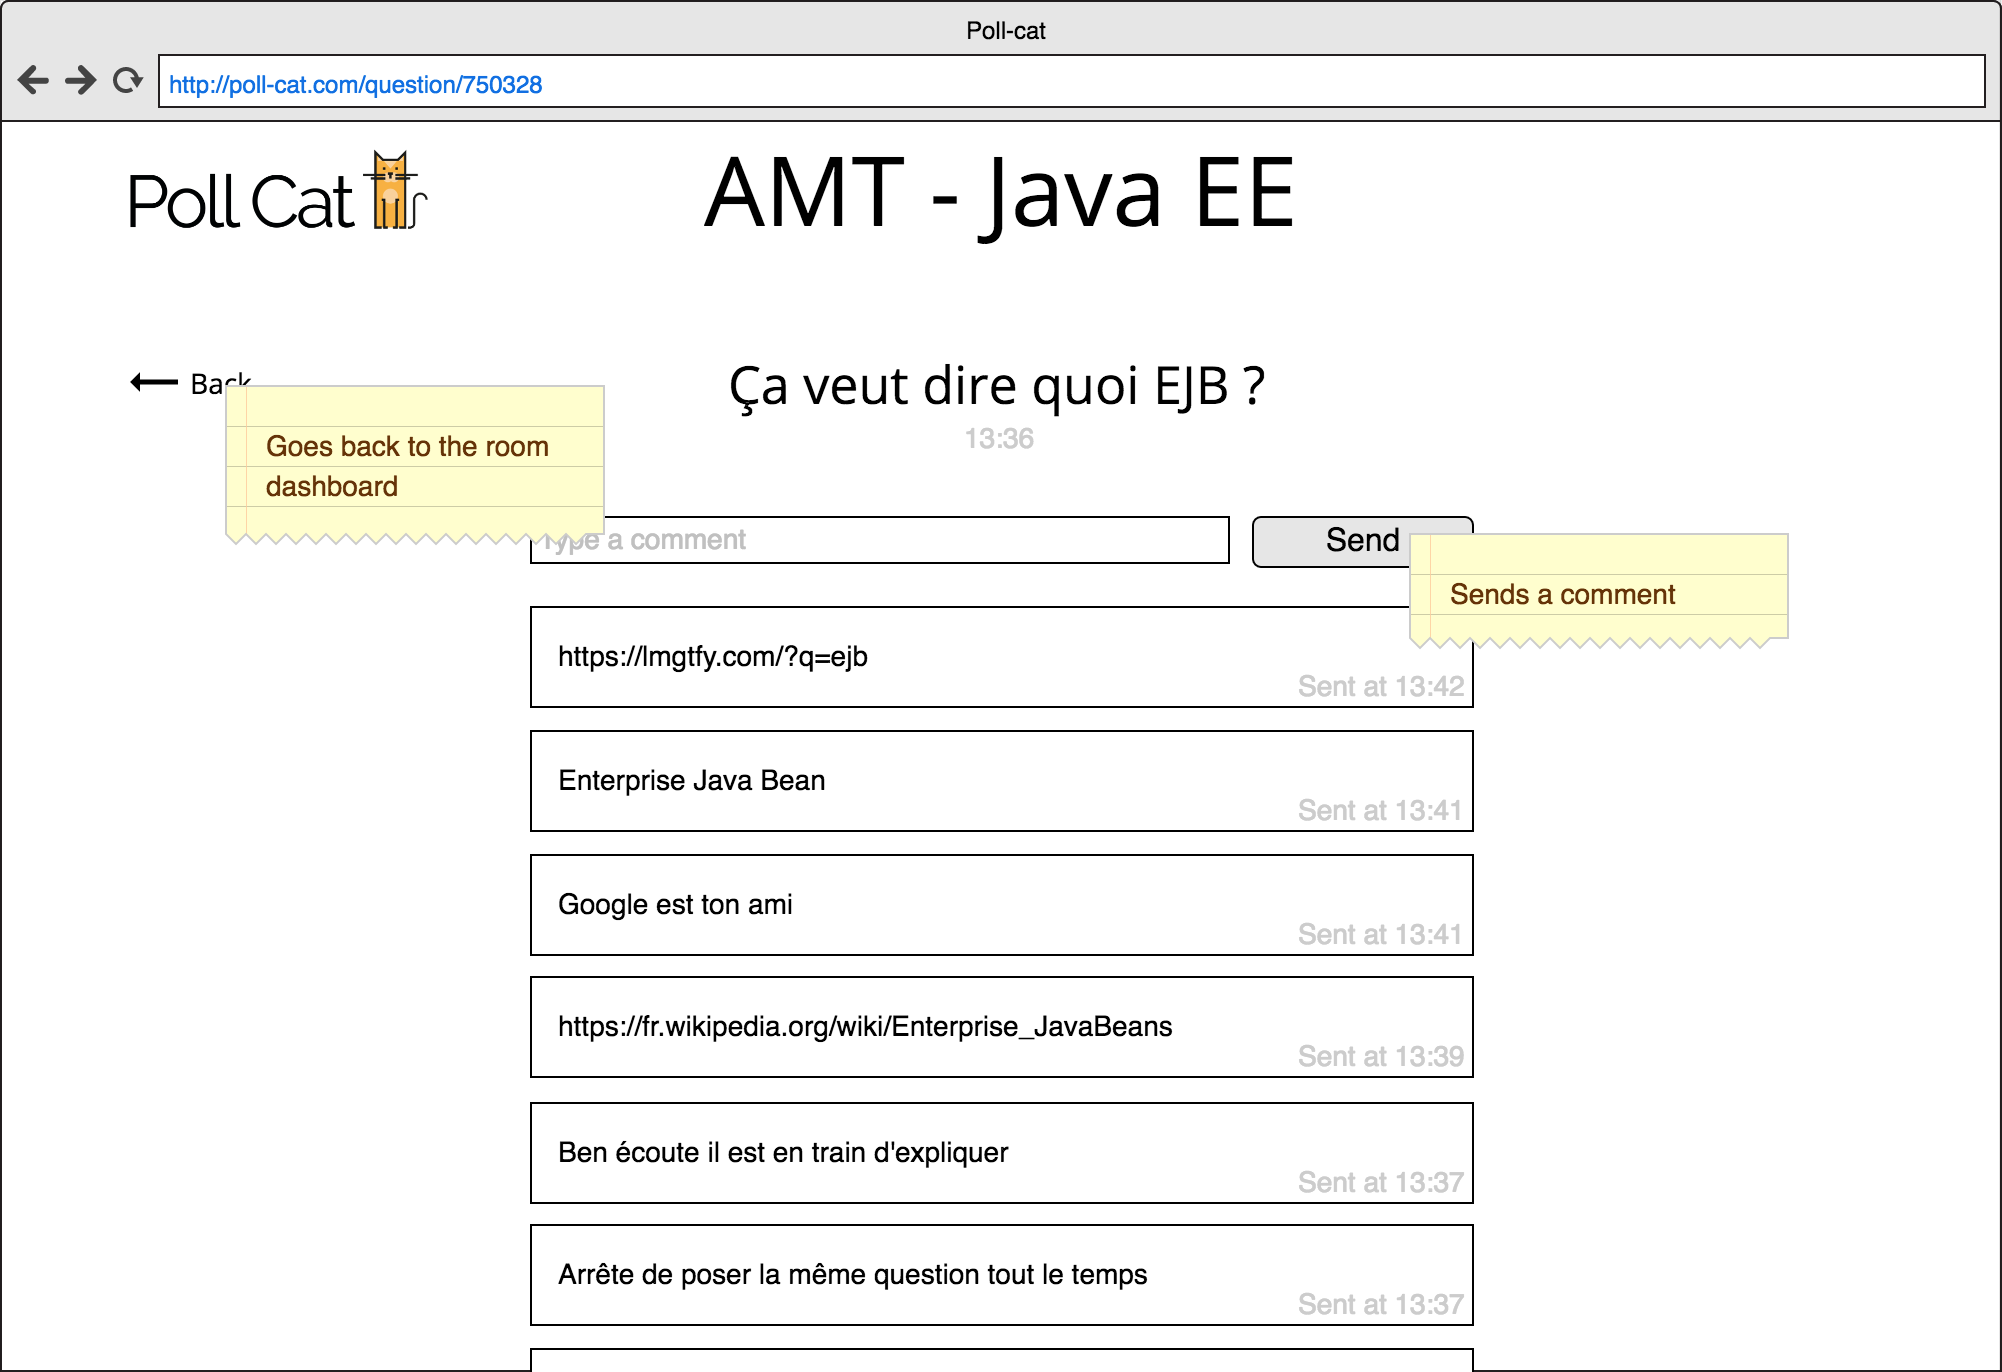 Poll-cat
http://poll-cat.com/question/750328
Poll Cat
AMT - Java EE
Back
Ça veut dire quoi EJB ?
13:36
Goes back to the room
dashboard
Type a comment
Send
Sends a comment
https://lmgtfy.com/?q=ejb
Sent at 13:42
Enterprise Java Bean
Sent at 13:41
Google est ton ami
Sent at 13:41
https://fr.wikipedia.org/wiki/Enterprise_JavaBeans
Sent at 13:39
Ben écoute il est en train d'expliquer
Sent at 13:37
Arrête de poser la même question tout le temps
Sent at 13:37